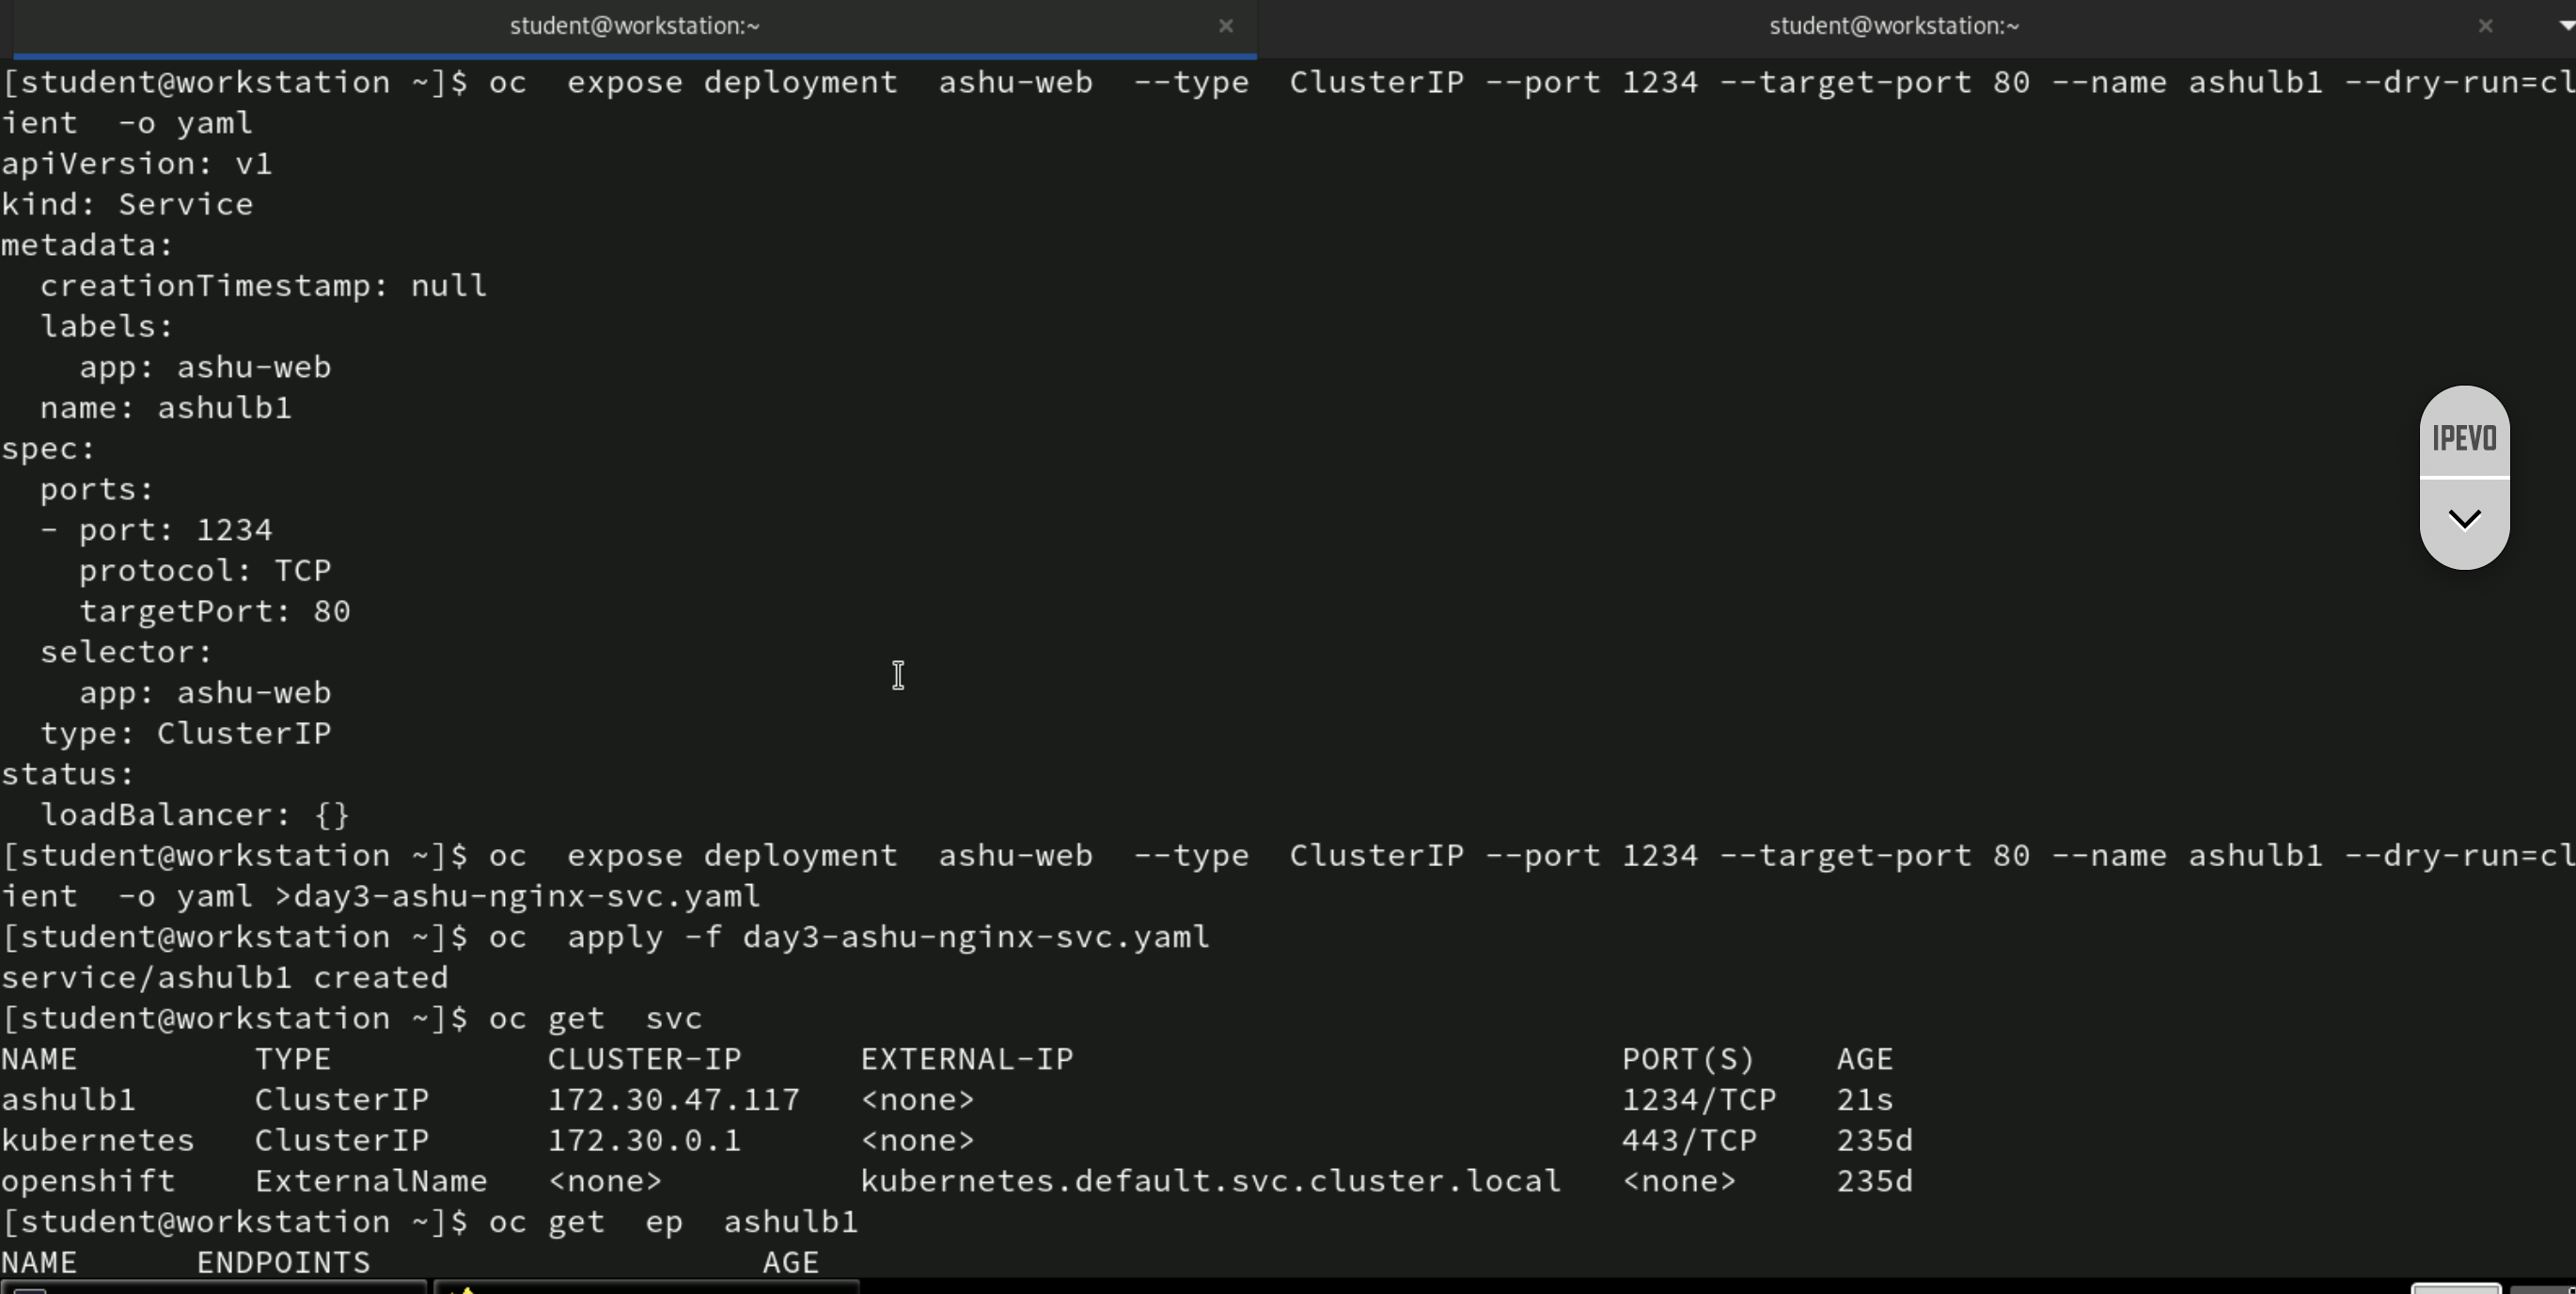 student@workstation:~ × student@workstation:~ ×
[student@workstation ~]$ oc  expose deployment  ashu-web  --type  ClusterIP --port 1234 --target-port 80 --name ashulb1 --dry-run=cl
ient  -o yaml
apiVersion: v1
kind: Service
metadata:
  creationTimestamp: null
  labels:
    app: ashu-web
  name: ashulb1
spec:
  ports:
  - port: 1234
    protocol: TCP
    targetPort: 80
  selector:
    app: ashu-web
  type: ClusterIP
status:
  loadBalancer: {}
[student@workstation ~]$ oc  expose deployment  ashu-web  --type  ClusterIP --port 1234 --target-port 80 --name ashulb1 --dry-run=cl
ient  -o yaml >day3-ashu-nginx-svc.yaml
[student@workstation ~]$ oc  apply -f day3-ashu-nginx-svc.yaml
service/ashulb1 created
[student@workstation ~]$ oc get  svc
NAME         TYPE           CLUSTER-IP      EXTERNAL-IP                            PORT(S)    AGE
ashulb1      ClusterIP      172.30.47.117   <none>                                 1234/TCP   21s
kubernetes   ClusterIP      172.30.0.1      <none>                                 443/TCP    235d
openshift    ExternalName   <none>          kubernetes.default.svc.cluster.local   <none>     235d
[student@workstation ~]$ oc get  ep  ashulb1
NAME      ENDPOINTS                    AGE
IPEVO